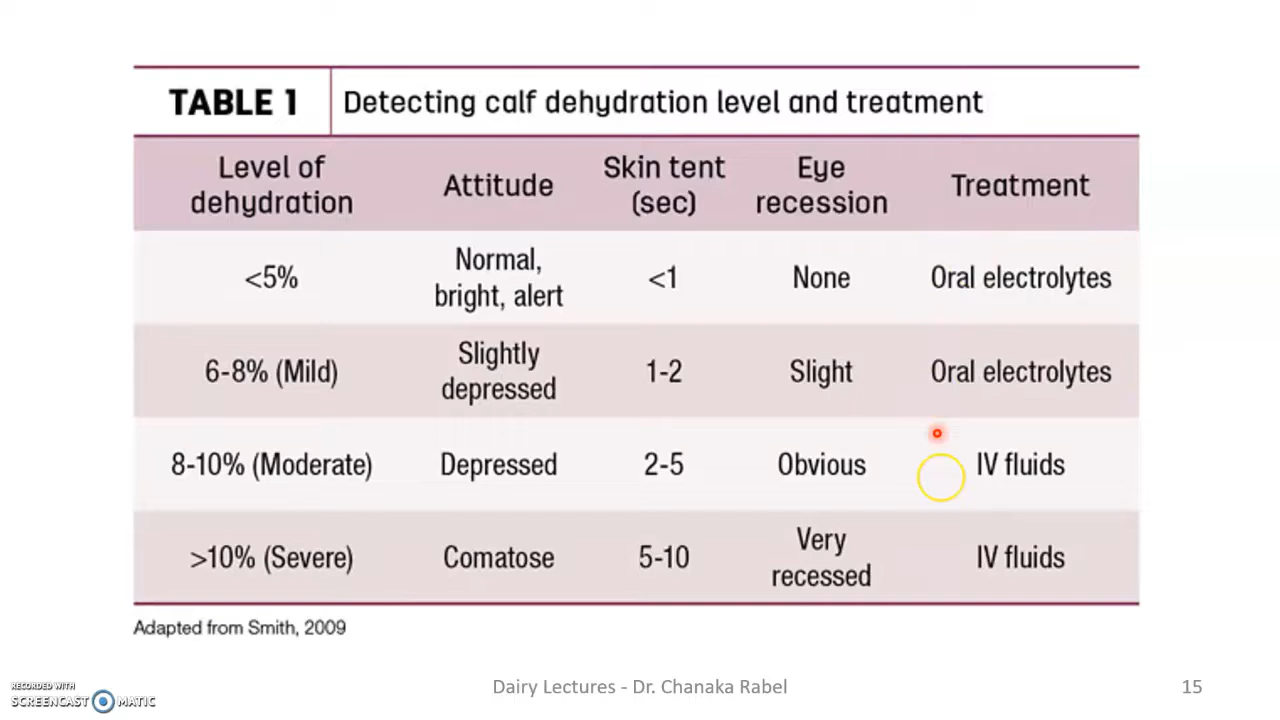 TABLE 1
Detecting calf dehydration level and treatment
Level of
dehydration
Attitude
Skin tent
(sec)
Eye
recession
Treatment
<5%
Normal,
bright, alert
<1
None
Oral electrolytes
6-8% (Mild)
Slightly
depressed
1-2
Slight
Oral electrolytes
8-10% (Moderate)
Depressed
2-5
Obvious
IV fluids
>10% (Severe)
Comatose
5-10
Very
recessed
IV fluids
Adapted from Smith, 2009
RECORDED WITH
SCREENCAST MATIC
Dairy Lectures - Dr. Chanaka Rabel
15